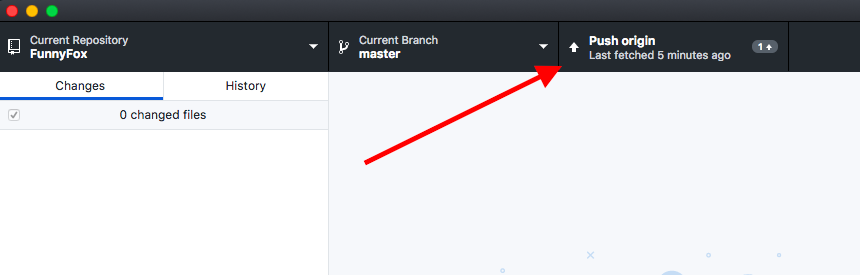 Current Repository
FunnyFox
Current Branch
master
Push origin
Last fetched 5 minutes ago
1
Changes
History
0 changed files